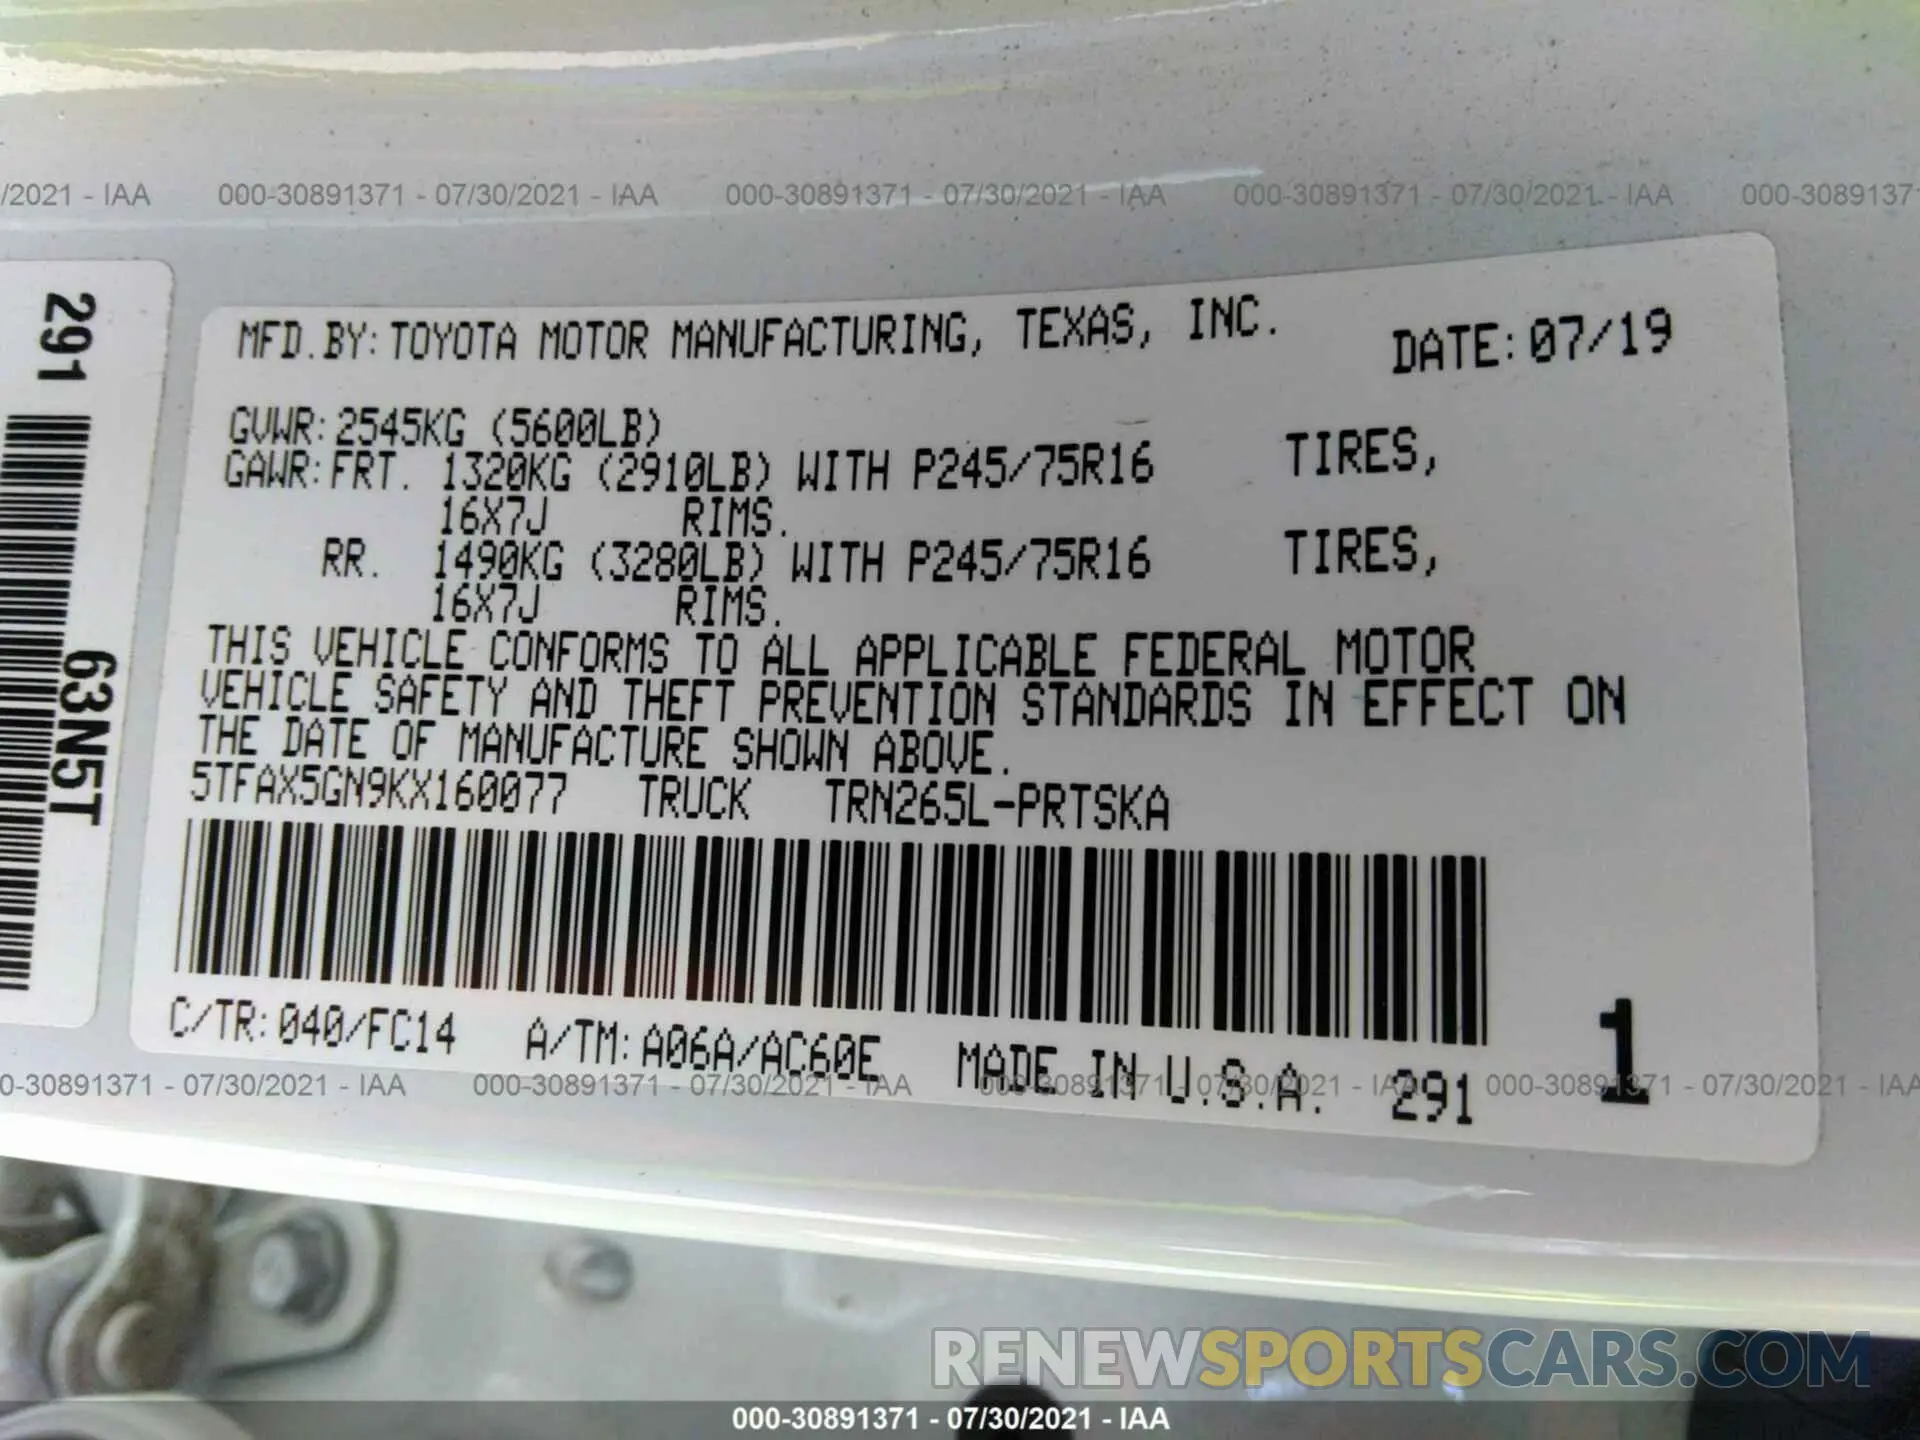 /2021 - IAA 000-30891371 - 07/30/2021 - IAA 000-30891371 - 07/30/2021 - IAA 000-30891371 - 07/30/2021 - IAA 000-3089137
291
63N5T
MFD.BY:TOYOTA MOTOR MANUFACTURING, TEXAS, INC. DATE:07/19
GVWR:2545KG (5600LB)
GAWR:FRT. 1320KG (2910LB) WITH P245/75R16 TIRES,
16X7J RIMS.
RR. 1490KG (3280LB) WITH P245/75R16 TIRES,
16X7J RIMS.
THIS VEHICLE CONFORMS TO ALL APPLICABLE FEDERAL MOTOR
VEHICLE SAFETY AND THEFT PREVENTION STANDARDS IN EFFECT ON
THE DATE OF MANUFACTURE SHOWN ABOVE.
5TFAX5GN9KX160077 TRUCK TRN265L-PRTSKA
C/TR:040/FC14 A/TM:A06A/AC60E MADE IN U.S.A. 291
1
0-30891371 - 07/30/2021 - IAA 000-30891371 - 07/30/2021 - IAA 000-30891371 - 07/30/2021 - IAA 000-30891371 - 07/30/2021 - IAA
RENEWSPORTSCARS.COM
000-30891371 - 07/30/2021 - IAA